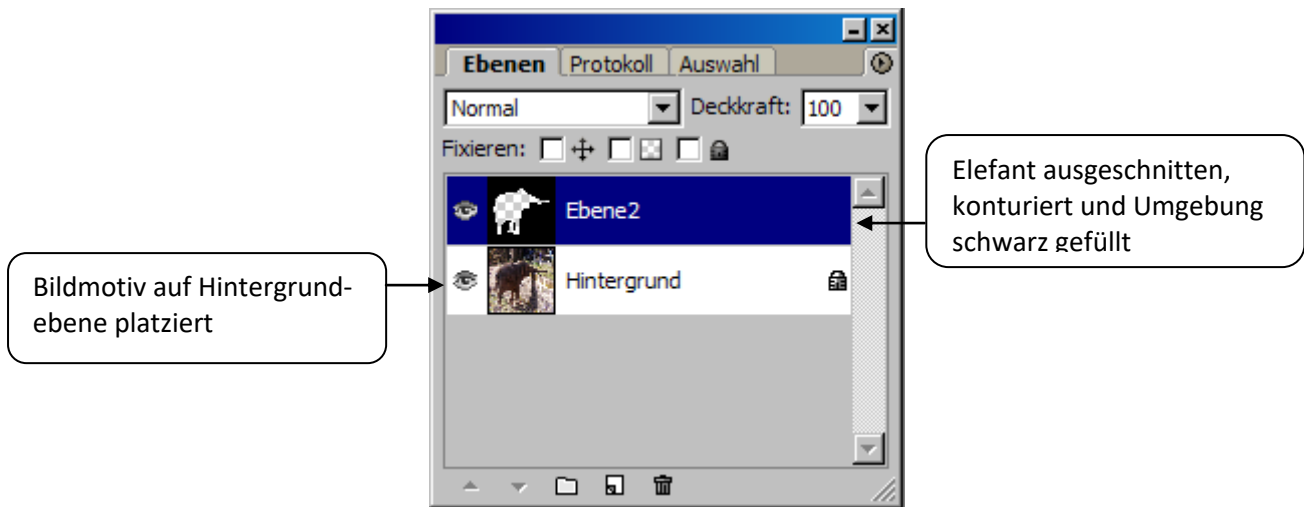 Ebenen Protokoll Auswahl
Normal Deckkraft: 100
Fixieren:
Ebene2
Hintergrund
Elefant ausgeschnitten,
konturiert und Umgebung
schwarz gefüllt
Bildmotiv auf Hintergrund-
ebene platziert